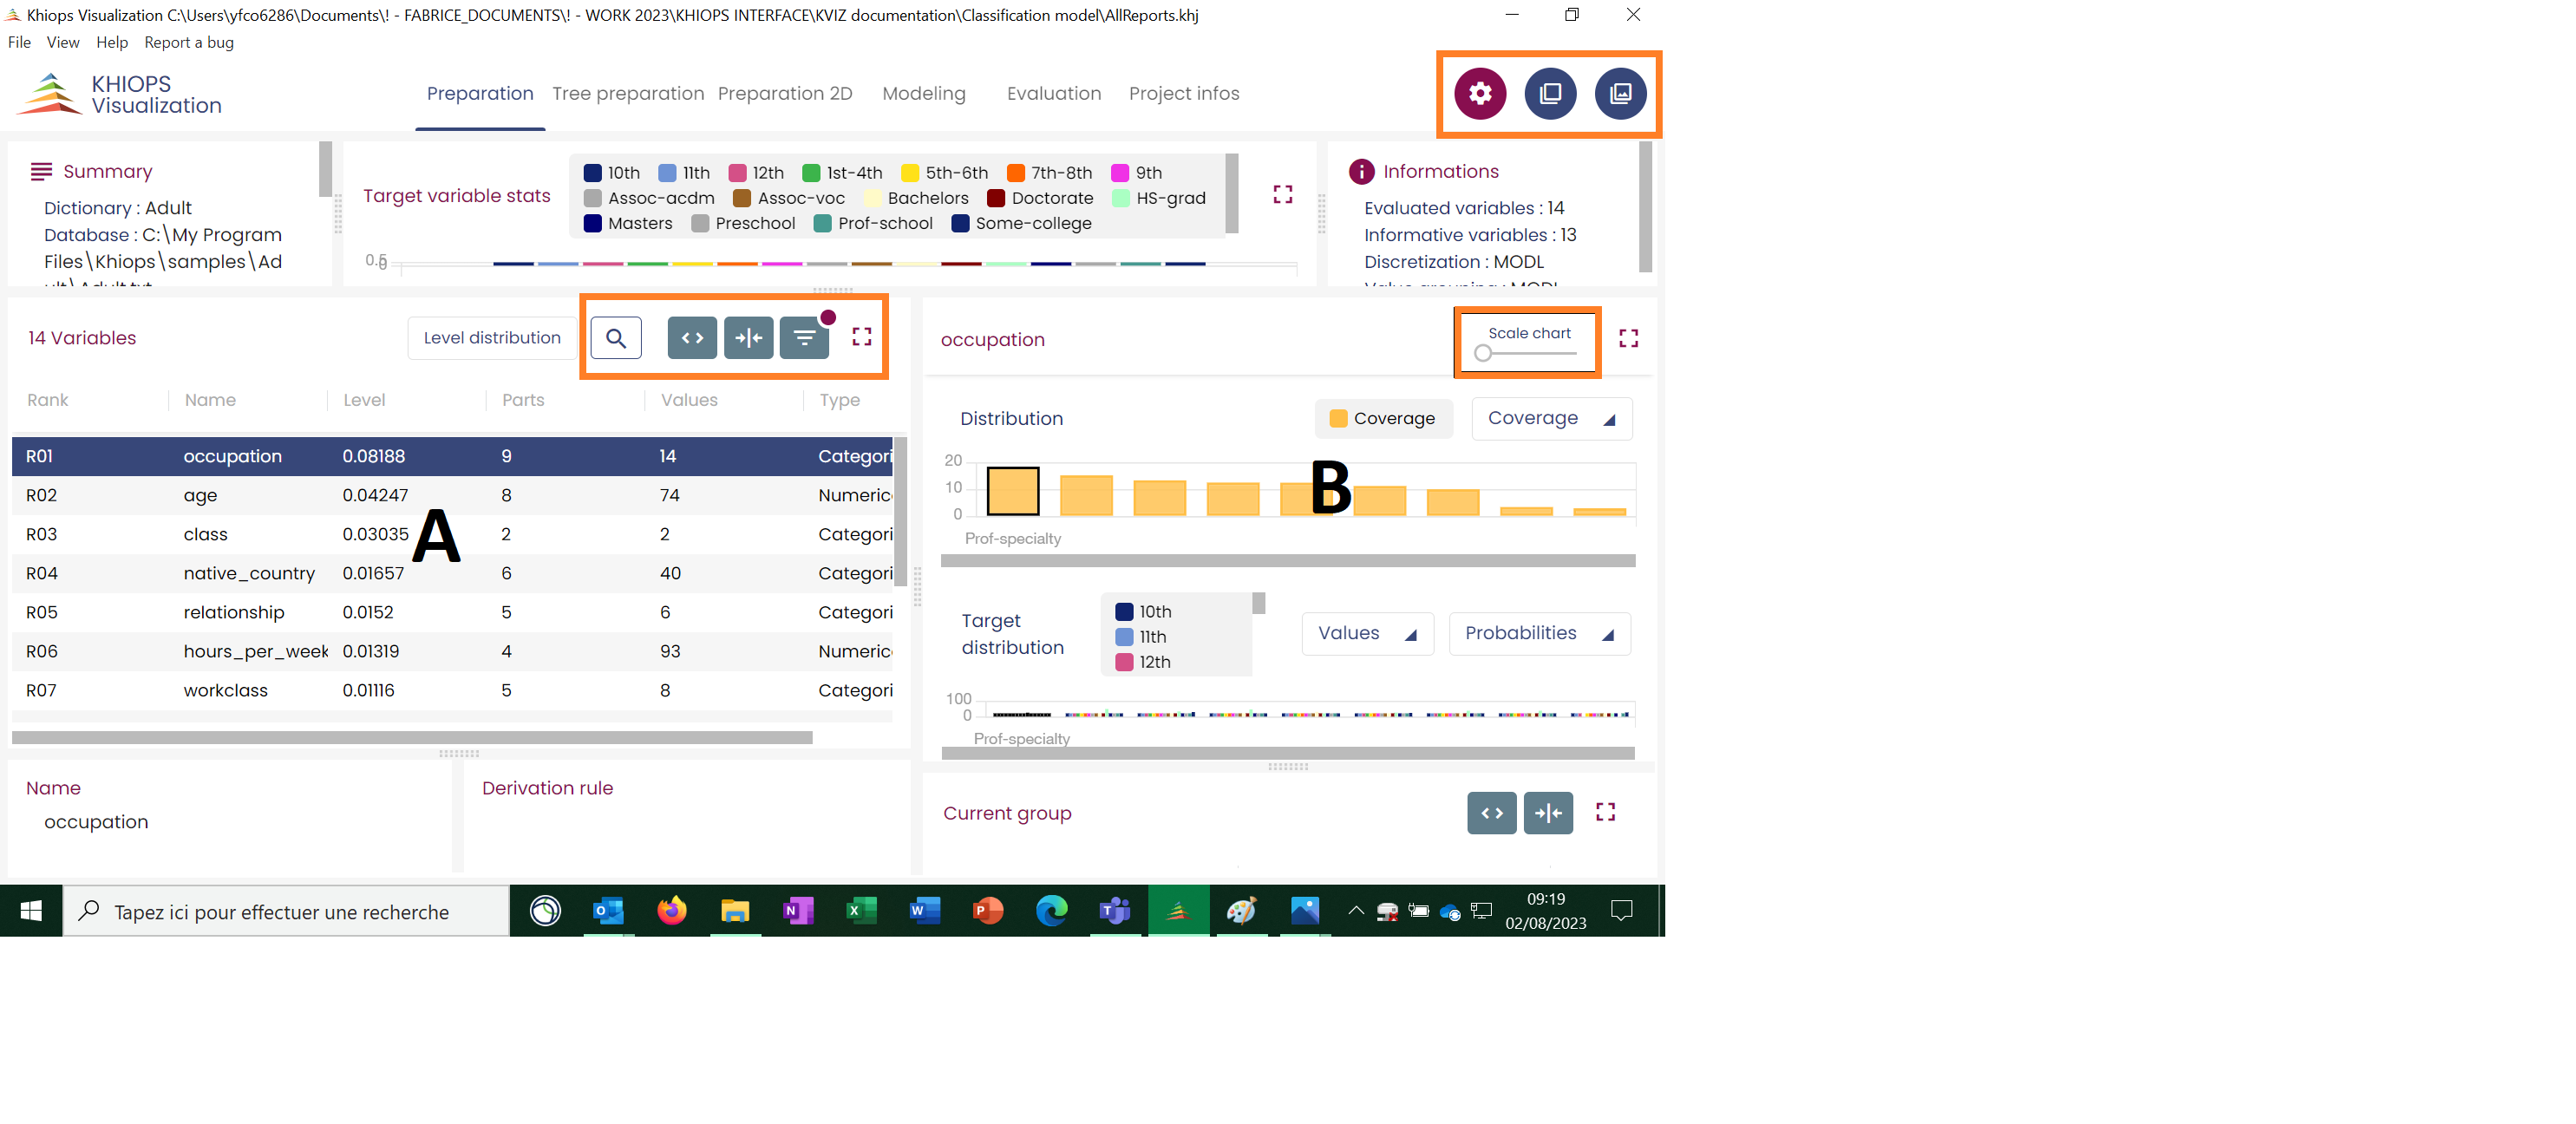 Khiops Visualization C:\Users\yfco6286\Documents\! - FABRICE_DOCUMENTS\! - WORK 2023\KHIOPS INTERFACE\KVIZ documentation\Classification model\AllReports.khj
File View Help Report a bug
KHIOPS
Visualization
Preparation Tree preparation Preparation 2D Modeling Evaluation Project infos
Summary
Dictionary : Adult
Database : C:\My Program
Files\Khiops\samples\Ad
ult\Adult.txt
Target variable stats
10th 11th 12th 1st-4th 5th-6th 7th-8th 9th
Assoc-acdm Assoc-voc Bachelors Doctorate HS-grad
Masters Preschool Prof-school Some-college
0.5
0
Informations
Evaluated variables : 14
Informative variables : 13
Discretization : MODL
Value grouping : MODL
14 Variables
Level distribution
Rank Name Level Parts Values Type
R01 occupation 0.08188 9 14 Categori
R02 age 0.04247 8 74 Numeric
R03 class 0.03035 2 2 Categori
R04 native_country 0.01657 6 40 Categori
R05 relationship 0.0152 5 6 Categori
R06 hours_per_week 0.01319 4 93 Numeric
R07 workclass 0.01116 5 8 Categori
A
Name
occupation
Derivation rule
occupation
Scale chart
Distribution
Coverage
Coverage
20
10
0
B
Prof-specialty
Target
distribution
10th
11th
12th
Values
Probabilities
100
0
Prof-specialty
Current group
Tapez ici pour effectuer une recherche
09:19
02/08/2023